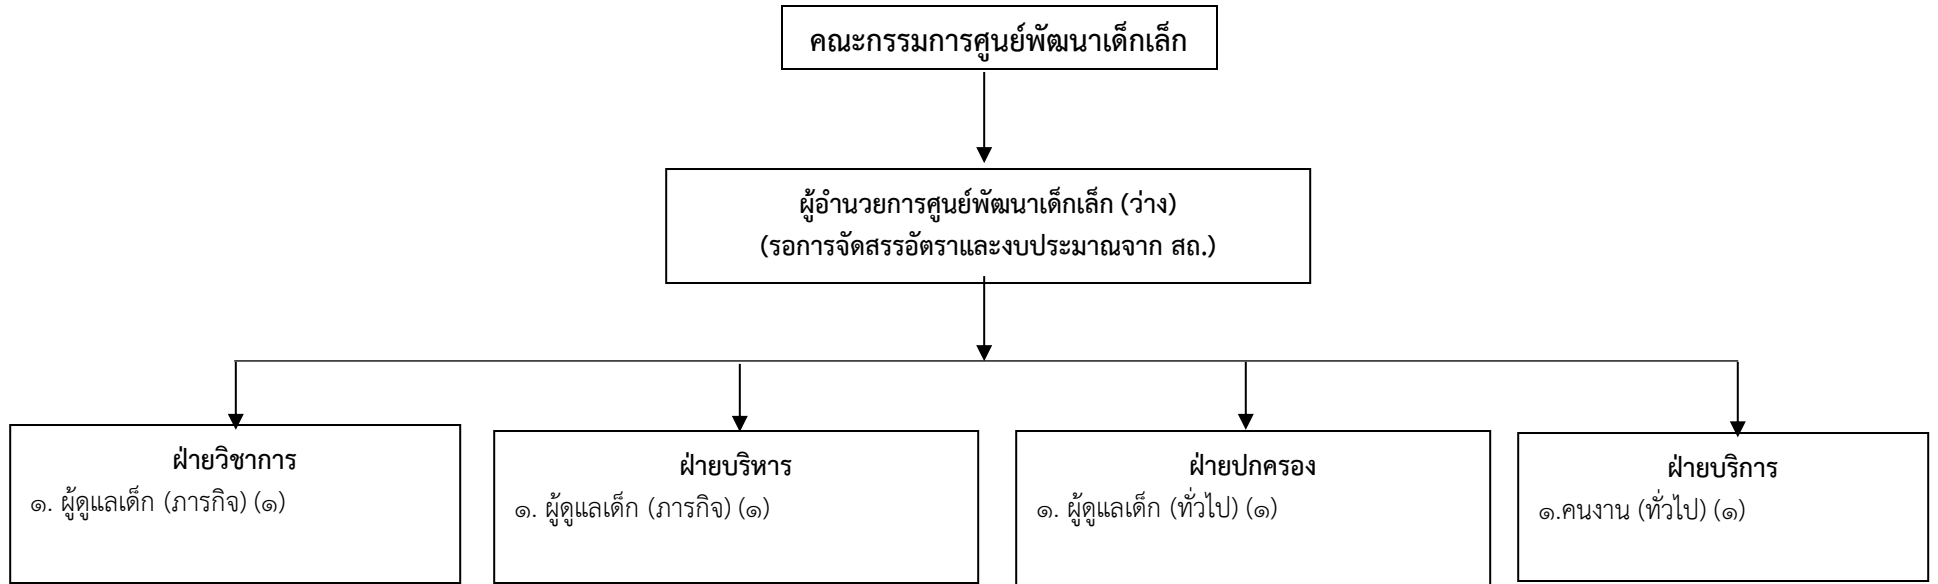 คณะกรรมการศูนย์พัฒนาเด็กเล็ก
ผู้อำนวยการศูนย์พัฒนาเด็กเล็ก (ว่าง)
(รอการจัดสรรอัตราและงบประมาณจาก สถ.)
ฝ่ายวิชาการ
๑. ผู้ดูแลเด็ก (ภารกิจ) (๑)
ฝ่ายบริหาร
๑. ผู้ดูแลเด็ก (ภารกิจ) (๑)
ฝ่ายปกครอง
๑. ผู้ดูแลเด็ก (ทั่วไป) (๑)
ฝ่ายบริการ
๑.คนงาน (ทั่วไป) (๑)